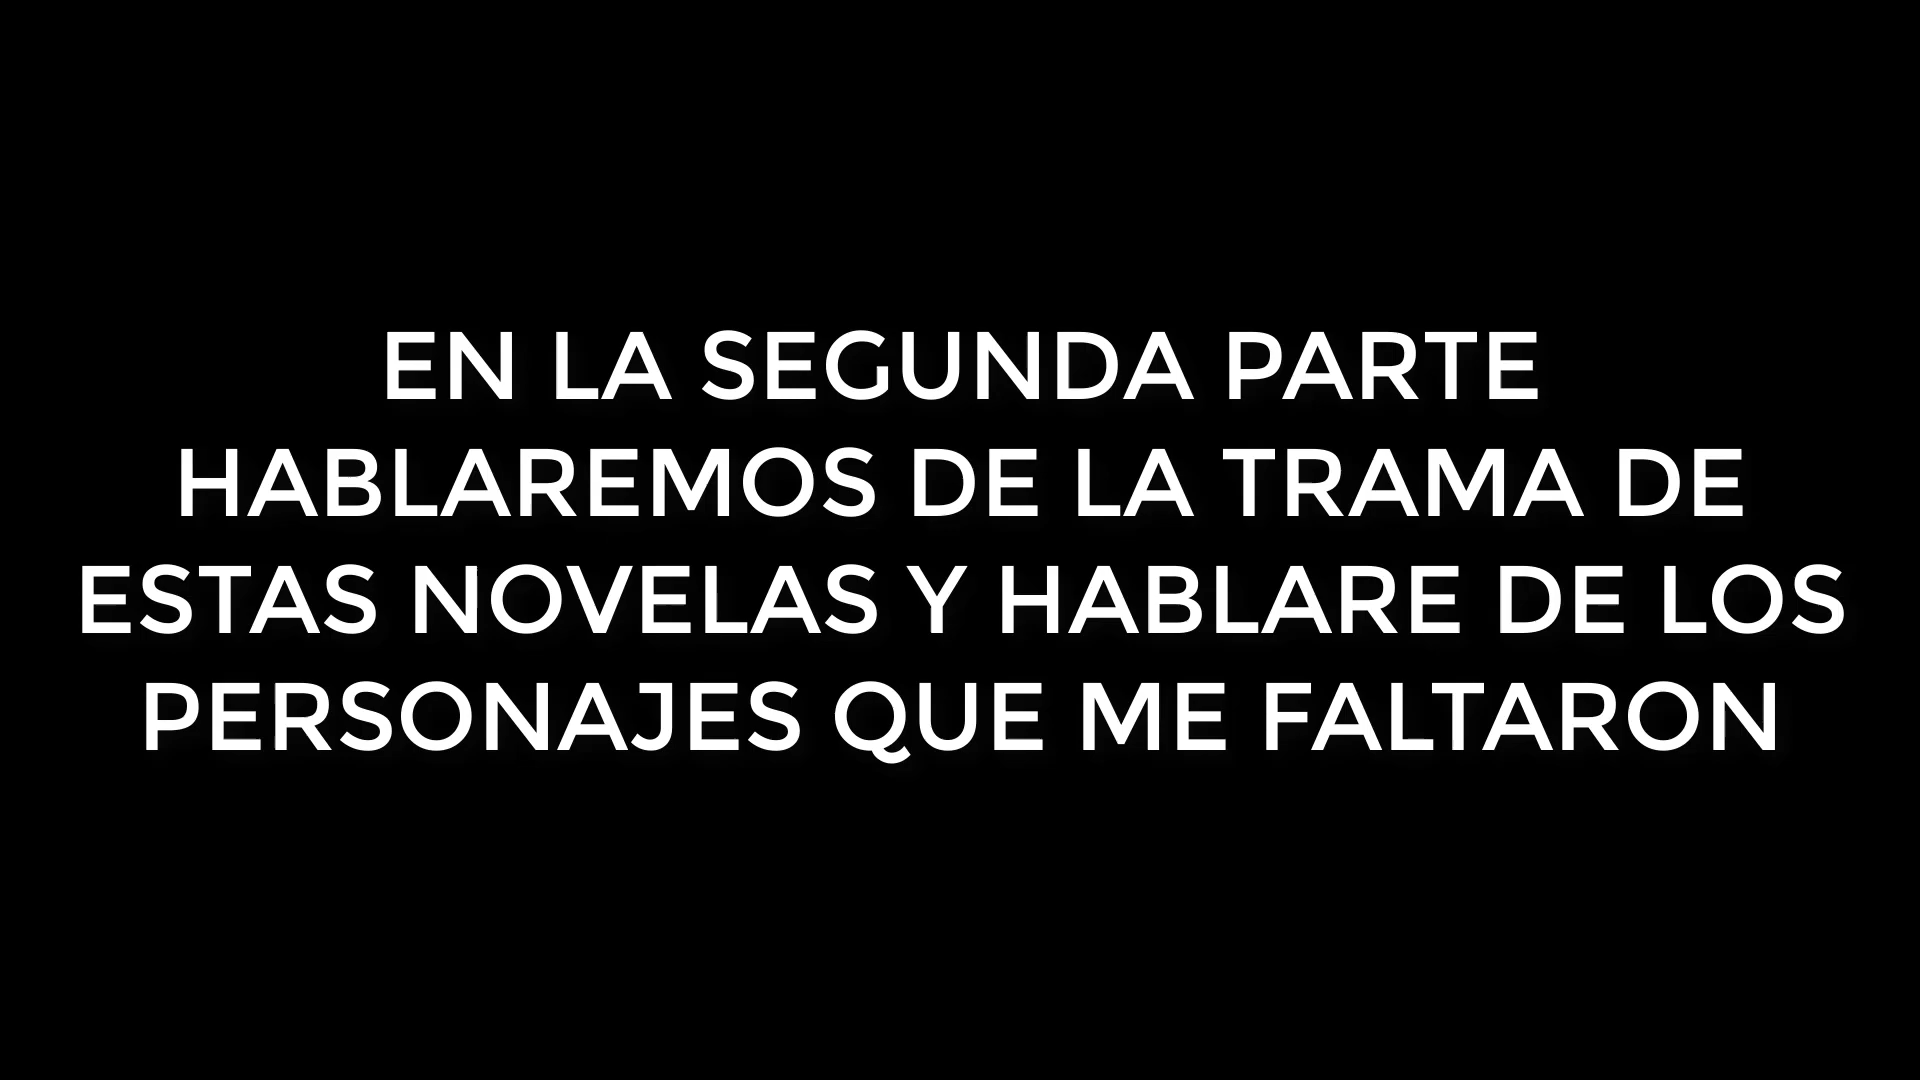 EN LA SEGUNDA PARTE
HABLAREMOS DE LA TRAMA DE
ESTAS NOVELAS Y HABLARE DE LOS
PERSONAJES QUE ME FALTARON